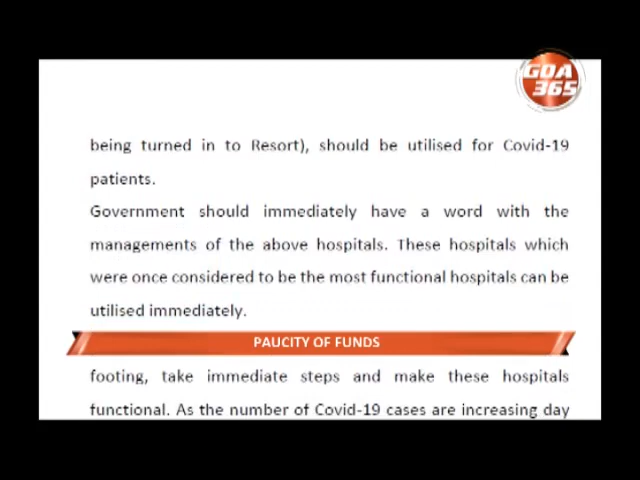 GOA
365
being turned in to Resort), should be utilised for Covid-19
patients.
Government should immediately have a word with the
managements of the above hospitals. These hospitals which
were once considered to be the most functional hospitals can be
utilised immediately.
PAUCITY OF FUNDS
footing, take immediate steps and make these hospitals
functional. As the number of Covid-19 cases are increasing day